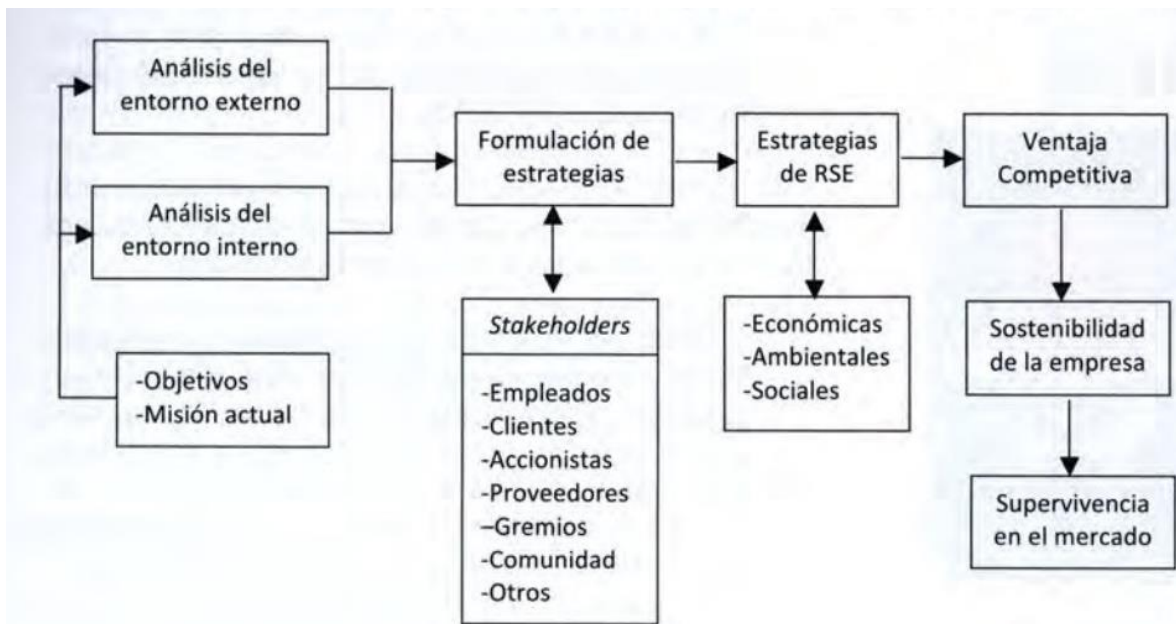 Análisis del
entorno externo
Análisis del
entorno interno
-Objetivos
-Misión actual
Formulación de
estrategias
Stakeholders
-Empleados
-Clientes
-Accionistas
-Proveedores
–Gremios
-Comunidad
-Otros
Estrategias
de RSE
-Económicas
-Ambientales
-Sociales
Ventaja
Competitiva
Sostenibilidad
de la empresa
Supervivencia
en el mercado